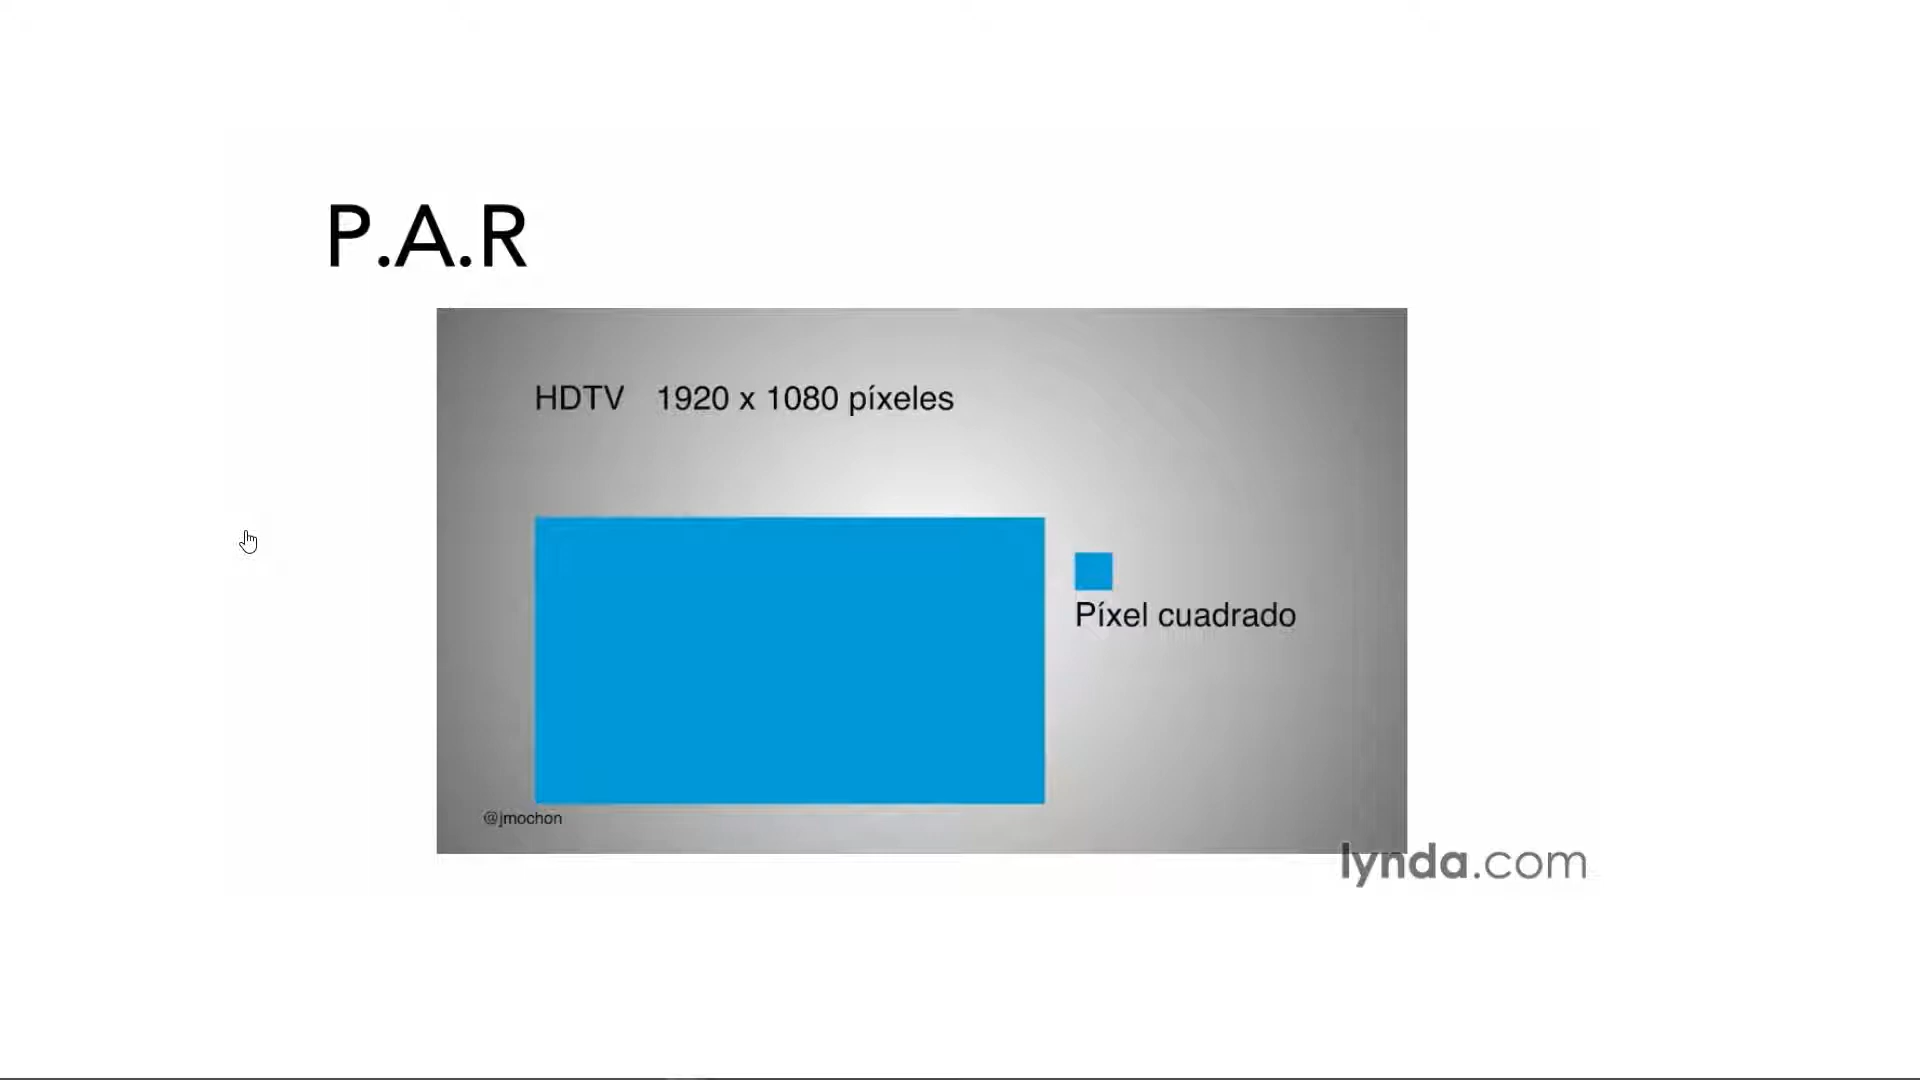 P.A.R
HDTV 1920 x 1080 píxeles
Píxel cuadrado
@jmochon
lynda.com